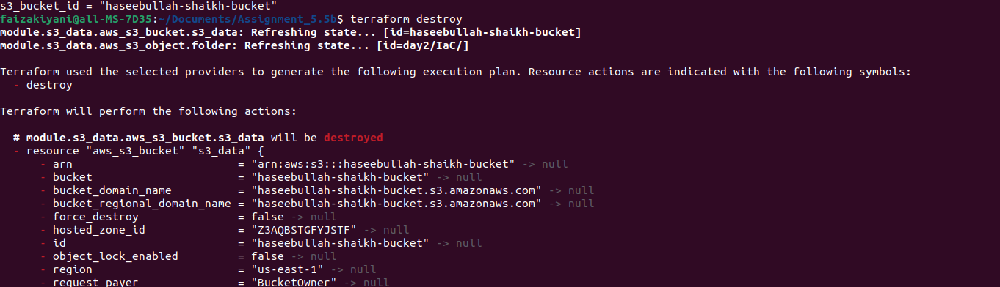 s3_bucket_id = "haseebullah-shaikh-bucket"
faizakiyani@all-MS-7D35:~/Documents/Assignment_5.5b$ terraform destroy
module.s3_data.aws_s3_bucket.s3_data: Refreshing state... [id=haseebullah-shaikh-bucket]
module.s3_data.aws_s3_object.folder: Refreshing state... [id=day2/IaC/]
Terraform used the selected providers to generate the following execution plan. Resource actions are indicated with the following symbols:
  - destroy
Terraform will perform the following actions:
  # module.s3_data.aws_s3_bucket.s3_data will be destroyed
  - resource "aws_s3_bucket" "s3_data" {
      - arn                         = "arn:aws:s3:::haseebullah-shaikh-bucket" -> null
      - bucket                      = "haseebullah-shaikh-bucket" -> null
      - bucket_domain_name          = "haseebullah-shaikh-bucket.s3.amazonaws.com" -> null
      - bucket_regional_domain_name = "haseebullah-shaikh-bucket.s3.amazonaws.com" -> null
      - force_destroy               = false -> null
      - hosted_zone_id              = "Z3AQBSTGFYJSTF" -> null
      - id                          = "haseebullah-shaikh-bucket" -> null
      - object_lock_enabled         = false -> null
      - region                      = "us-east-1" -> null
      - request_payer               = "BucketOwner" -> null